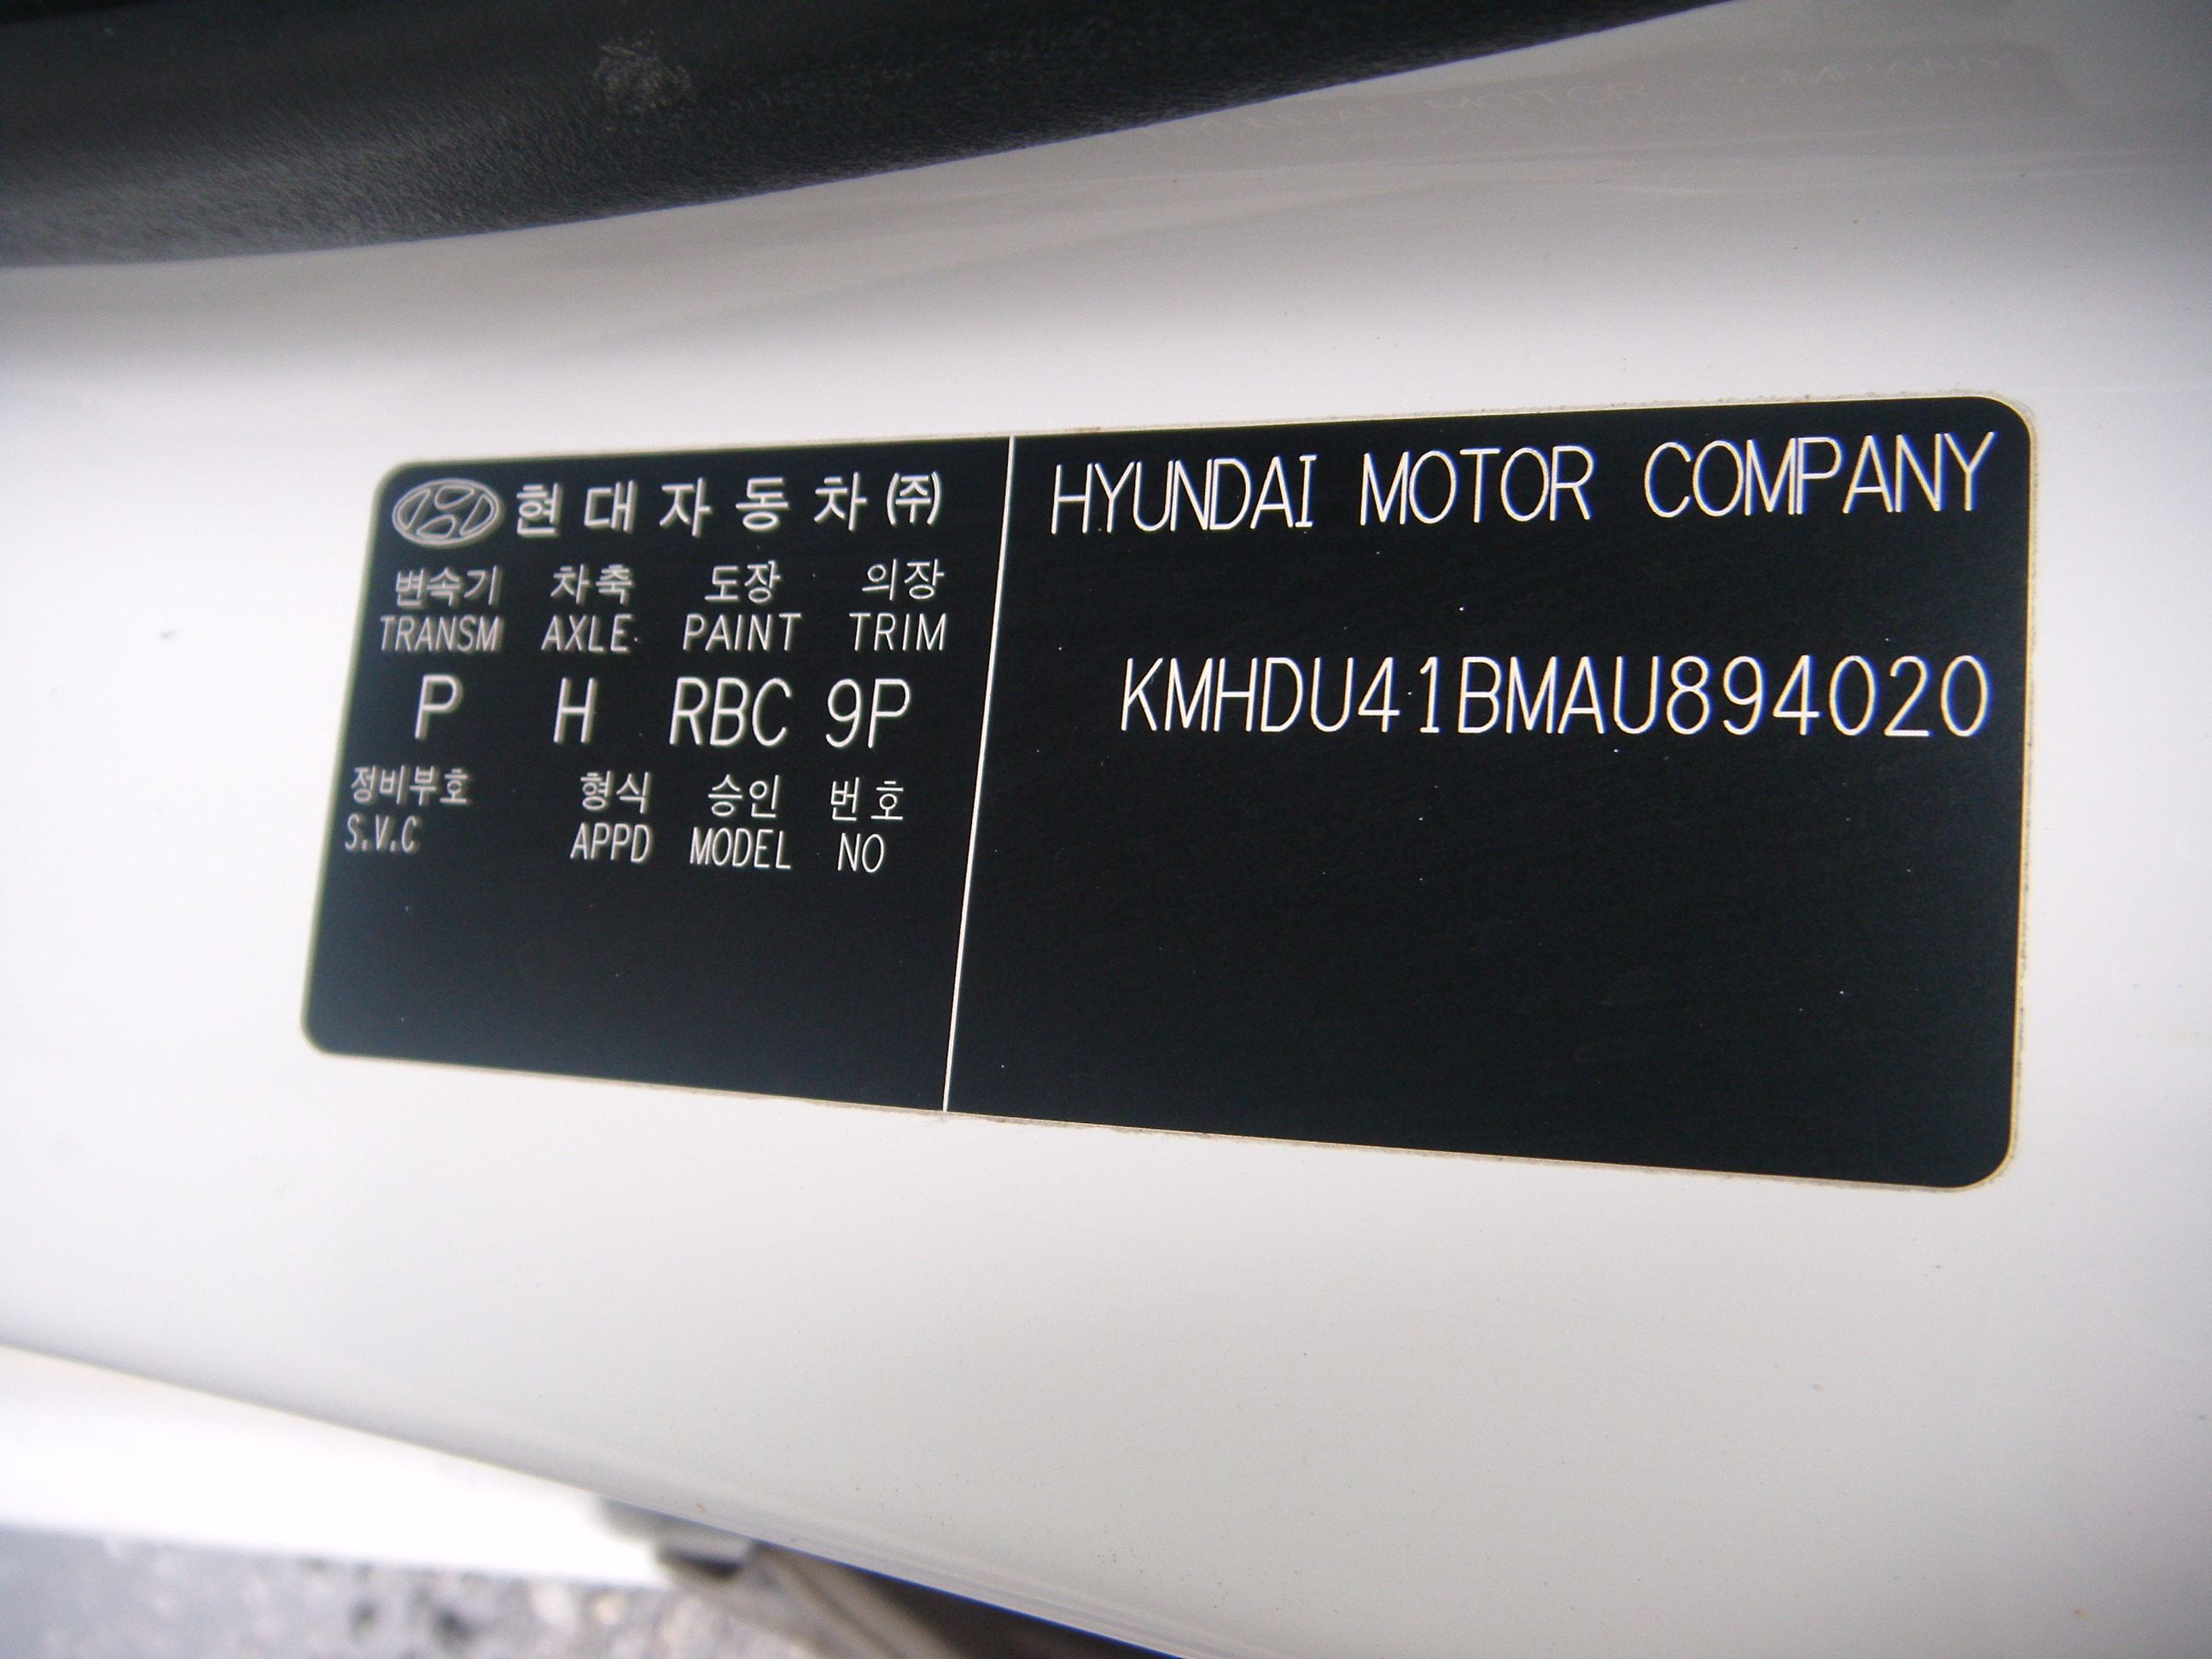 현대자동차(주)
변속기 차축 도장 의장
TRANSM AXLE PAINT TRIM
P H RBC 9P
정비부호 형식 승인 번호
S.V.C APPD MODEL NO
HYUNDAI MOTOR COMPANY
KMHDU41BMAU894020